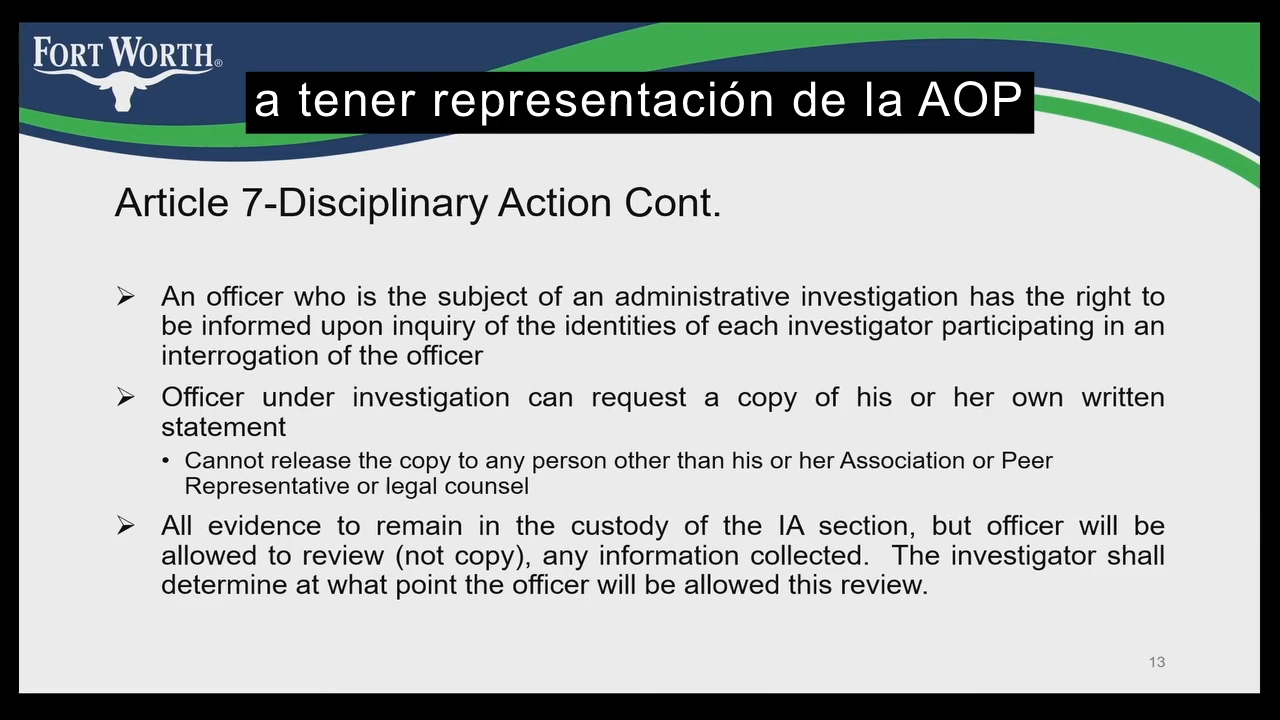 FORT WORTH®
a tener representación de la AOP
Article 7-Disciplinary Action Cont.
➢ An officer who is the subject of an administrative investigation has the right to
be informed upon inquiry of the identities of each investigator participating in an
interrogation of the officer
➢ Officer under investigation can request a copy of his or her own written
statement
• Cannot release the copy to any person other than his or her Association or Peer
Representative or legal counsel
➢ All evidence to remain in the custody of the IA section, but officer will be
allowed to review (not copy), any information collected. The investigator shall
determine at what point the officer will be allowed this review.
13